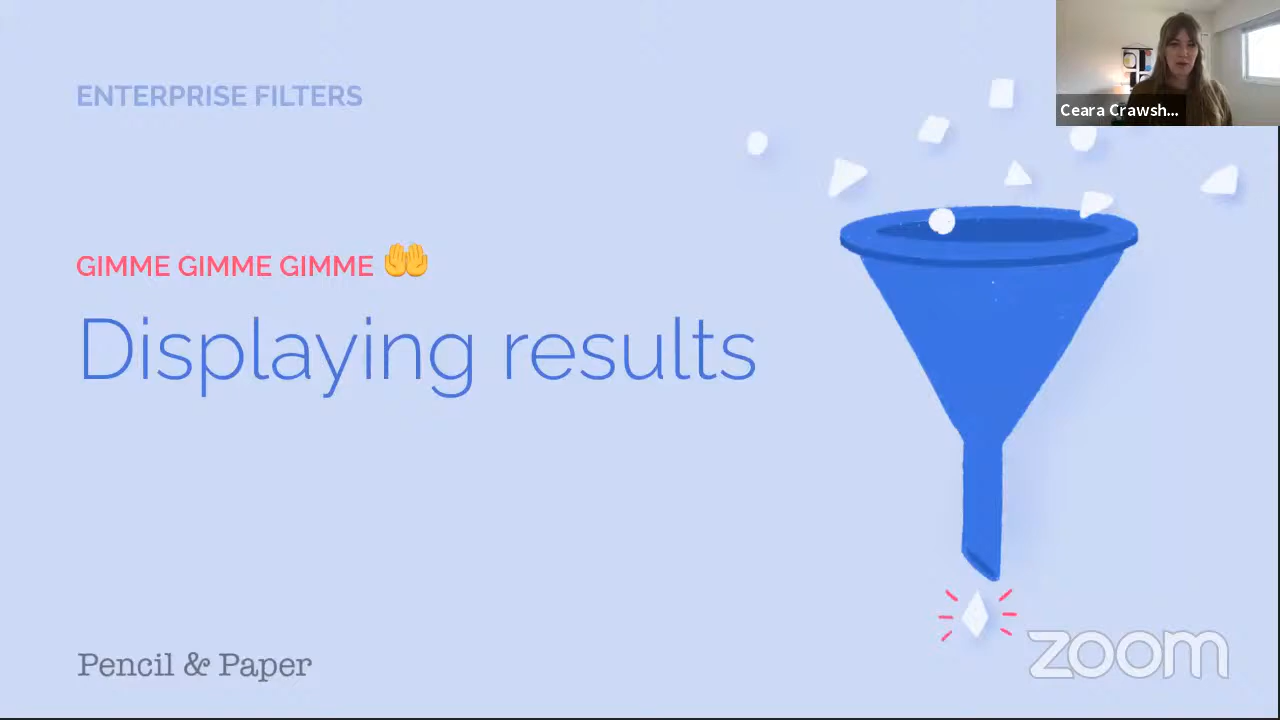 ENTERPRISE FILTERS
Ceara Crawsh...
GIMME GIMME GIMME 🤲
Displaying results
Pencil & Paper
zoom